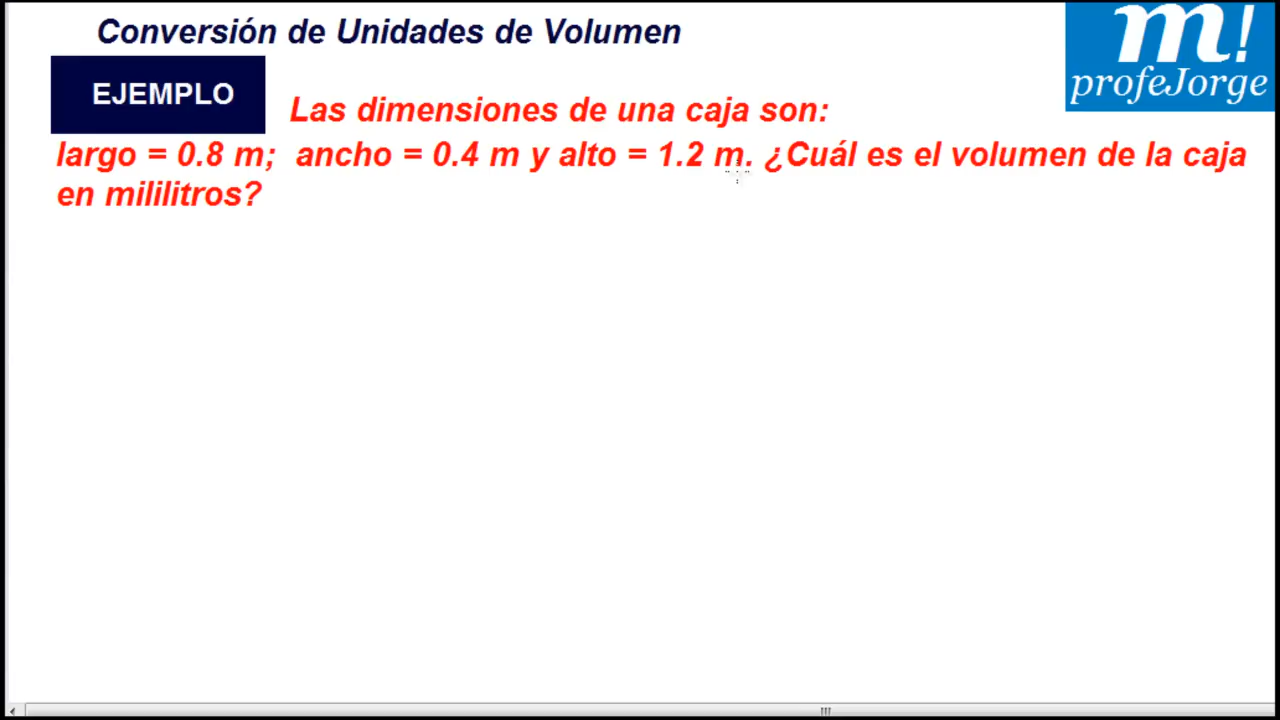 Conversión de Unidades de Volumen
m!
profeJorge
EJEMPLO
Las dimensiones de una caja son:
largo = 0.8 m; ancho = 0.4 m y alto = 1.2 m. ¿Cuál es el volumen de la caja
en mililitros?